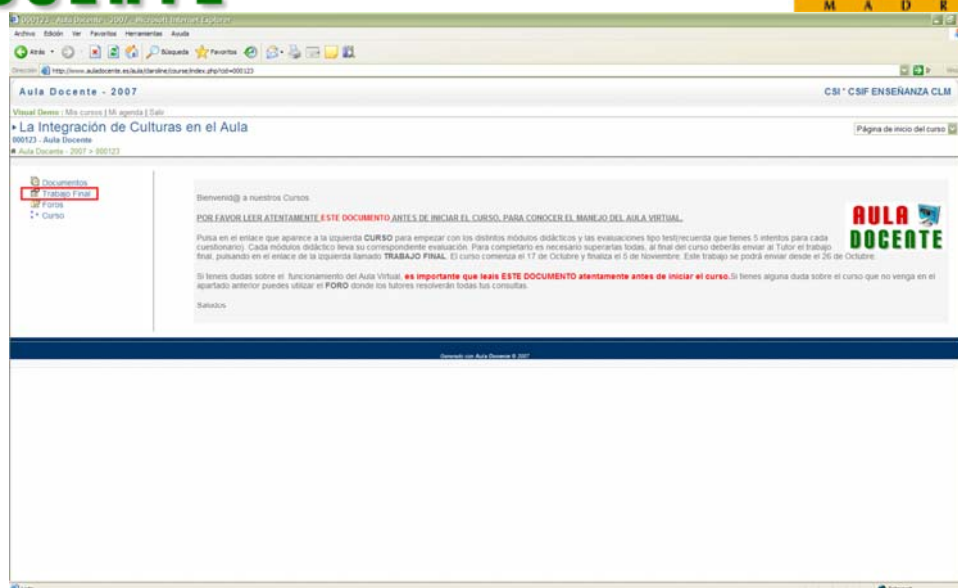 M A D R
000123 - Aula Docente - 2007 - Microsoft Internet Explorer
Archivo Edición Ver Favoritos Herramientas Ayuda
Atrás Búsqueda Favoritos
Dirección http://www.auladocente.es/aula/claroline/course/index.php?cid=000123
Aula Docente - 2007 CSI * CSIF ENSEÑANZA CLM
Visual Demo : Mis cursos | Mi agenda | Salir
La Integración de Culturas en el Aula
Página de inicio del curso
000123 - Aula Docente
Aula Docente - 2007 > 000123
Documentos
Trabajo Final
Foros
Curso
Bienvenid@ a nuestros Cursos
POR FAVOR LEER ATENTAMENTE ESTE DOCUMENTO ANTES DE INICIAR EL CURSO, PARA CONOCER EL MANEJO DEL AULA VIRTUAL.
Pulsa en el enlace que aparece a la izquierda CURSO para empezar con los distintos módulos didácticos y las evaluaciones tipo test(recuerda que tienes 5 intentos para cada
cuestionario). Cada módulos didáctico lleva su correspondiente evaluación. Para completarlo es necesario superarlas todas, al final del curso deberás enviar al Tutor el trabajo
final, pulsando en el enlace de la izquierda llamado TRABAJO FINAL. El curso comienza el 17 de Octubre y finaliza el 5 de Noviembre. Este trabajo se podrá enviar desde el 26 de Octubre.
Si teneis dudas sobre el funcionamiento del Aula Virtual, es importante que leais ESTE DOCUMENTO atentamente antes de iniciar el curso.Si tienes alguna duda sobre el curso que no venga en el
apartado anterior puedes utilizar el FORO donde los tutores resolverán todas tus consultas.
Saludos
AULA
DOCENTE
Generado con Aula Docente © 2007